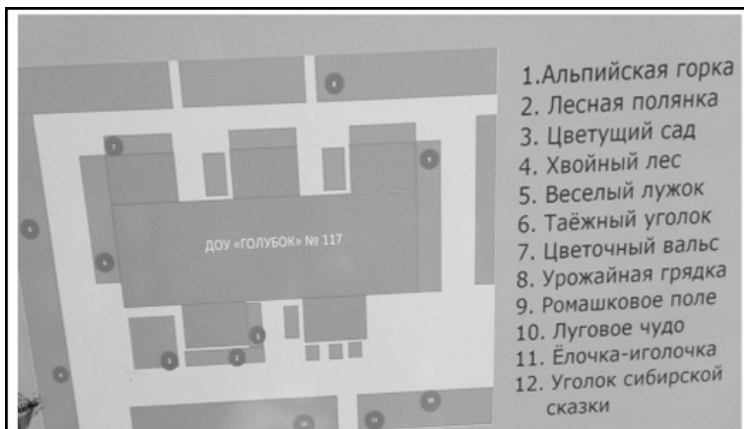 ДОУ «ГОЛУБОК» № 117
1.Альпийская горка
2. Лесная полянка
3. Цветущий сад
4. Хвойный лес
5. Веселый лужок
6. Таёжный уголок
7. Цветочный вальс
8. Урожайная грядка
9. Ромашковое поле
10. Луговое чудо
11. Ёлочка-иголочка
12. Уголок сибирской
сказки